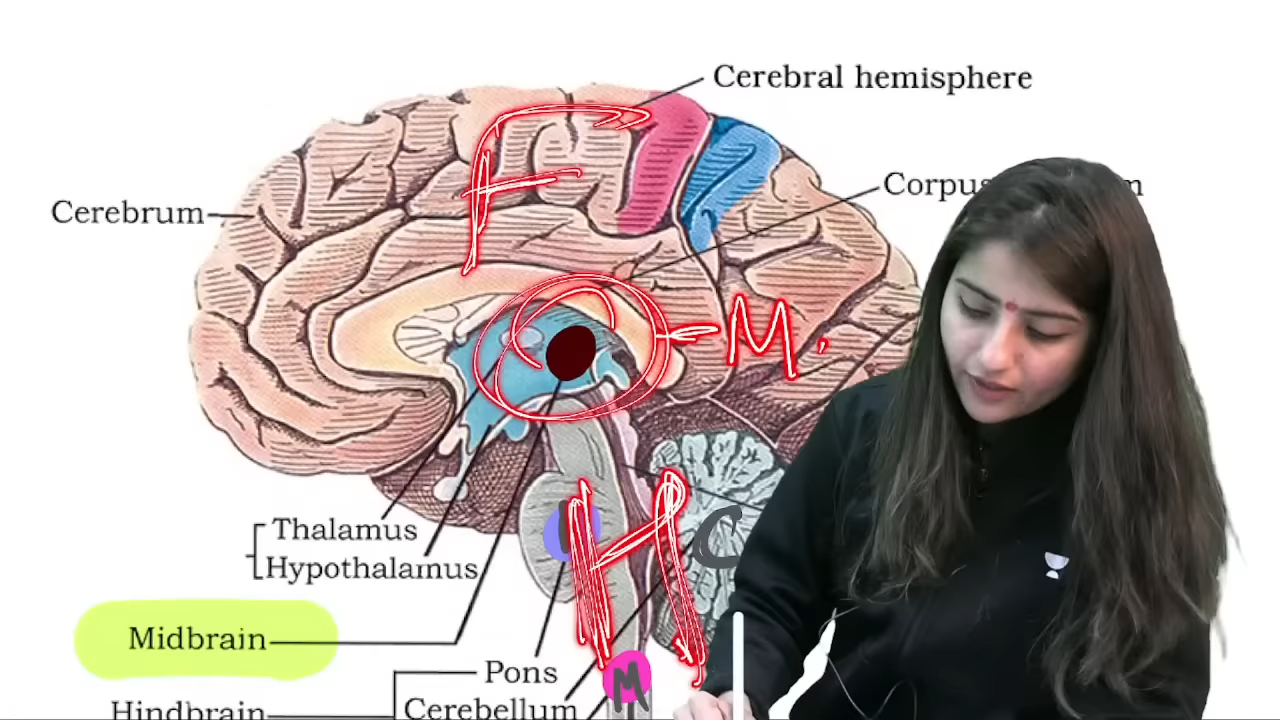 Cerebral hemisphere
Corpus
Cerebrum
F
M.
Thalamus
Hypothalamus
H
C
Midbrain
Pons
M
Hindbrain
Cerebellum